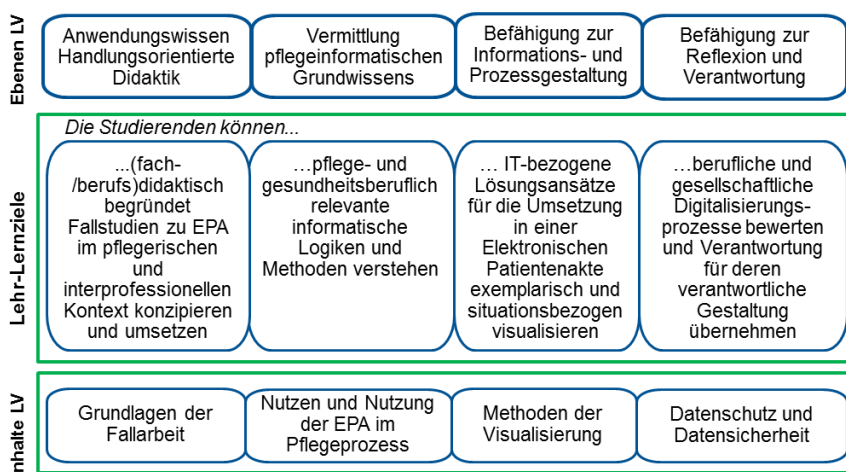 Ebenen LV
Anwendungswissen
Handlungsorientierte
Didaktik
Vermittlung
pflegeinformatischen
Grundwissens
Befähigung zur
Informations- und
Prozessgestaltung
Befähigung zur
Reflexion und
Verantwortung
Lehr-Lernziele
Die Studierenden können...
...(fach-
/berufs)didaktisch
begründet
Fallstudien zu EPA
im pflegerischen
und
interprofessionellen
Kontext konzipieren
und umsetzen
…pflege- und
gesundheitsberuflich
relevante
informatische
Logiken und
Methoden verstehen
… IT-bezogene
Lösungsansätze
für die Umsetzung
in einer
Elektronischen
Patientenakte
exemplarisch und
situationsbezogen
visualisieren
…berufliche und
gesellschaftliche
Digitalisierungs-
prozesse bewerten
und Verantwortung
für deren
verantwortliche
Gestaltung
übernehmen
nhalte LV
Grundlagen der
Fallarbeit
Nutzen und Nutzung
der EPA im
Pflegeprozess
Methoden der
Visualisierung
Datenschutz und
Datensicherheit